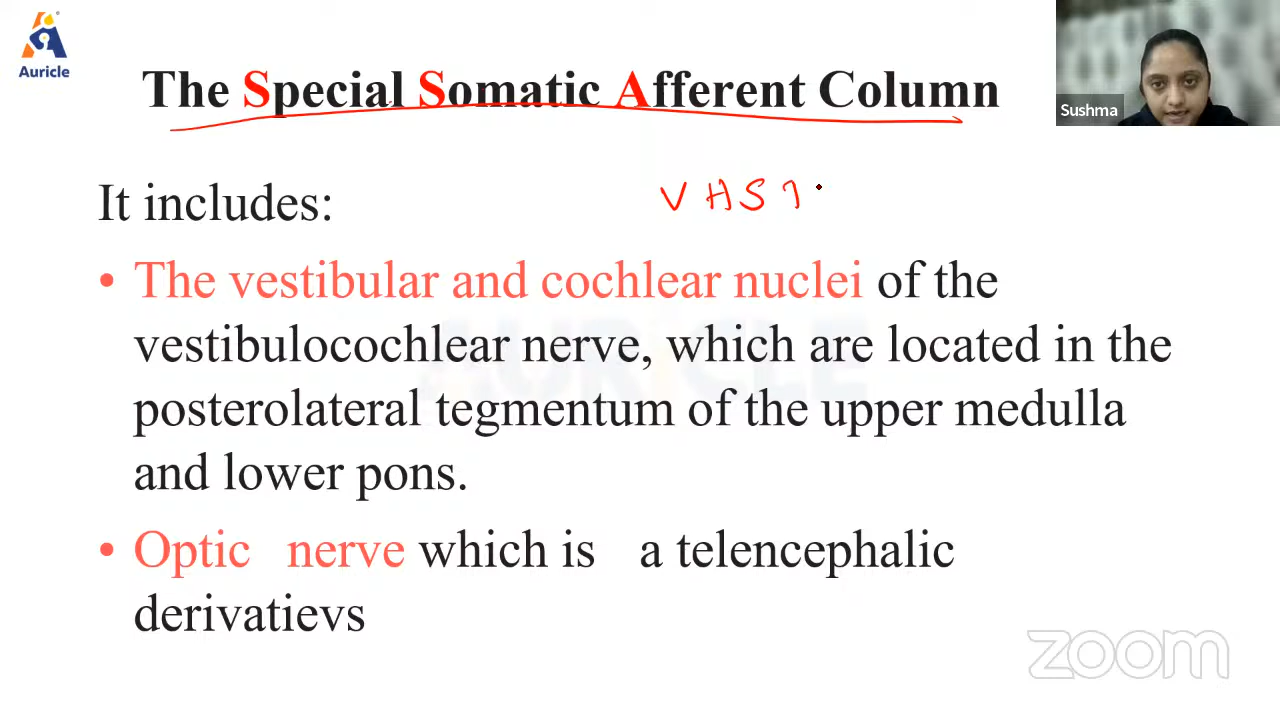 Auricle
The Special Somatic Afferent Column
Sushma
It includes:
V H S
• The vestibular and cochlear nuclei of the
vestibulocochlear nerve, which are located in the
posterolateral tegmentum of the upper medulla
and lower pons.
• Optic nerve which is a telencephalic
derivatievs
AURICLE
zoom